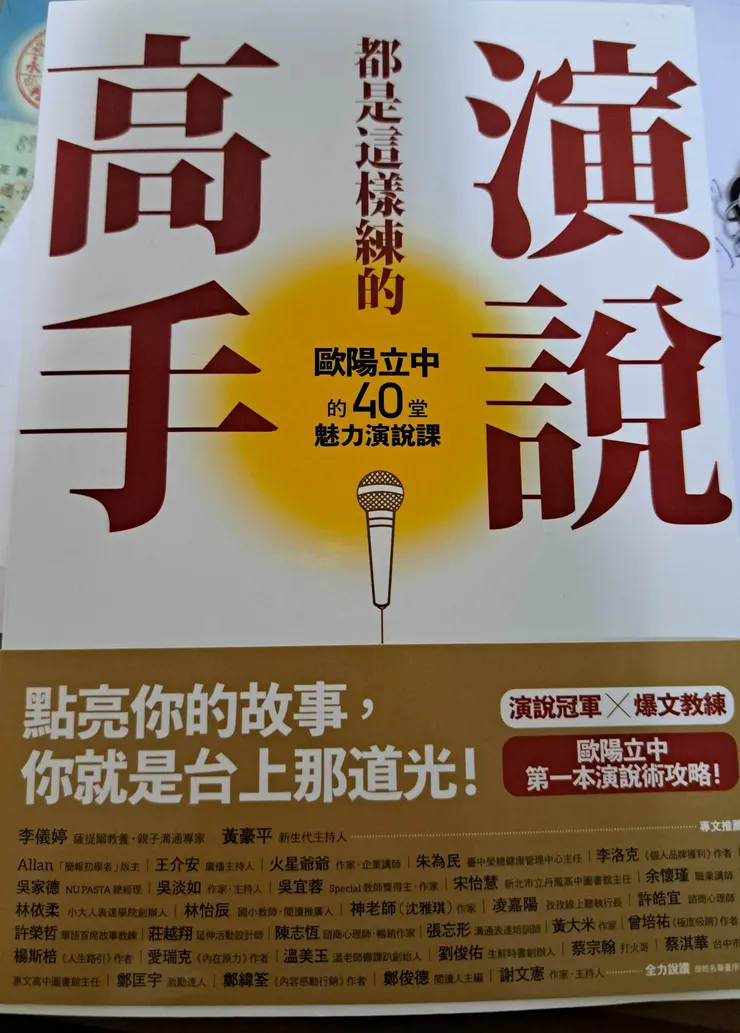 演說
高手
都是這樣練的
歐陽立中
的40堂
魅力演說課
點亮你的故事，
你就是台上那道光！
演說冠軍×爆文教練
歐陽立中
第一本演說術攻略！
李儀婷 薩提爾教養・親子溝通專家 黃豪平 新生代主持人 專文推薦
Allan「簡報初學者」版主｜王介安 廣播主持人｜火星爺爺 作家・企業講師｜朱為民 臺中榮總健康管理中心主任｜李洛克《個人品牌獲利》作者
吳家德 NU PASTA 總經理｜吳淡如 作家・主持人｜吳宜蓉 Special教師獎得主・作家｜宋怡慧 新北市立丹鳳高中圖書館主任｜余懷瑾 職業講師
林依柔 小大人表達學院創辦人｜林怡辰 國小教師・閱讀推廣人｜神老師（沈雅琪）作家｜凌嘉陽 孜孜線上聽執行長｜許皓宜 諮商心理師
許榮哲 華語首席故事教練｜莊越翔 延伸活動設計師｜陳志恆 諮商心理師・暢銷作家｜張忘形 溝通表達培訓師｜黃大米 作家｜曾培祐《極度吸睛》作者
楊斯棓《人生路引》作者｜愛瑞克《內在原力》作者｜溫美玉 溫老師備課趴創始人｜劉俊佑 生鮮時書創辦人｜蔡宗翰 打火哥｜蔡淇華 台中市
惠文高中圖書館主任｜鄭匡宇 激勵達人｜鄭緯筌《內容感動行銷》作者｜鄭俊德 閱讀人主編｜謝文憲 作家・主持人 全力說讚